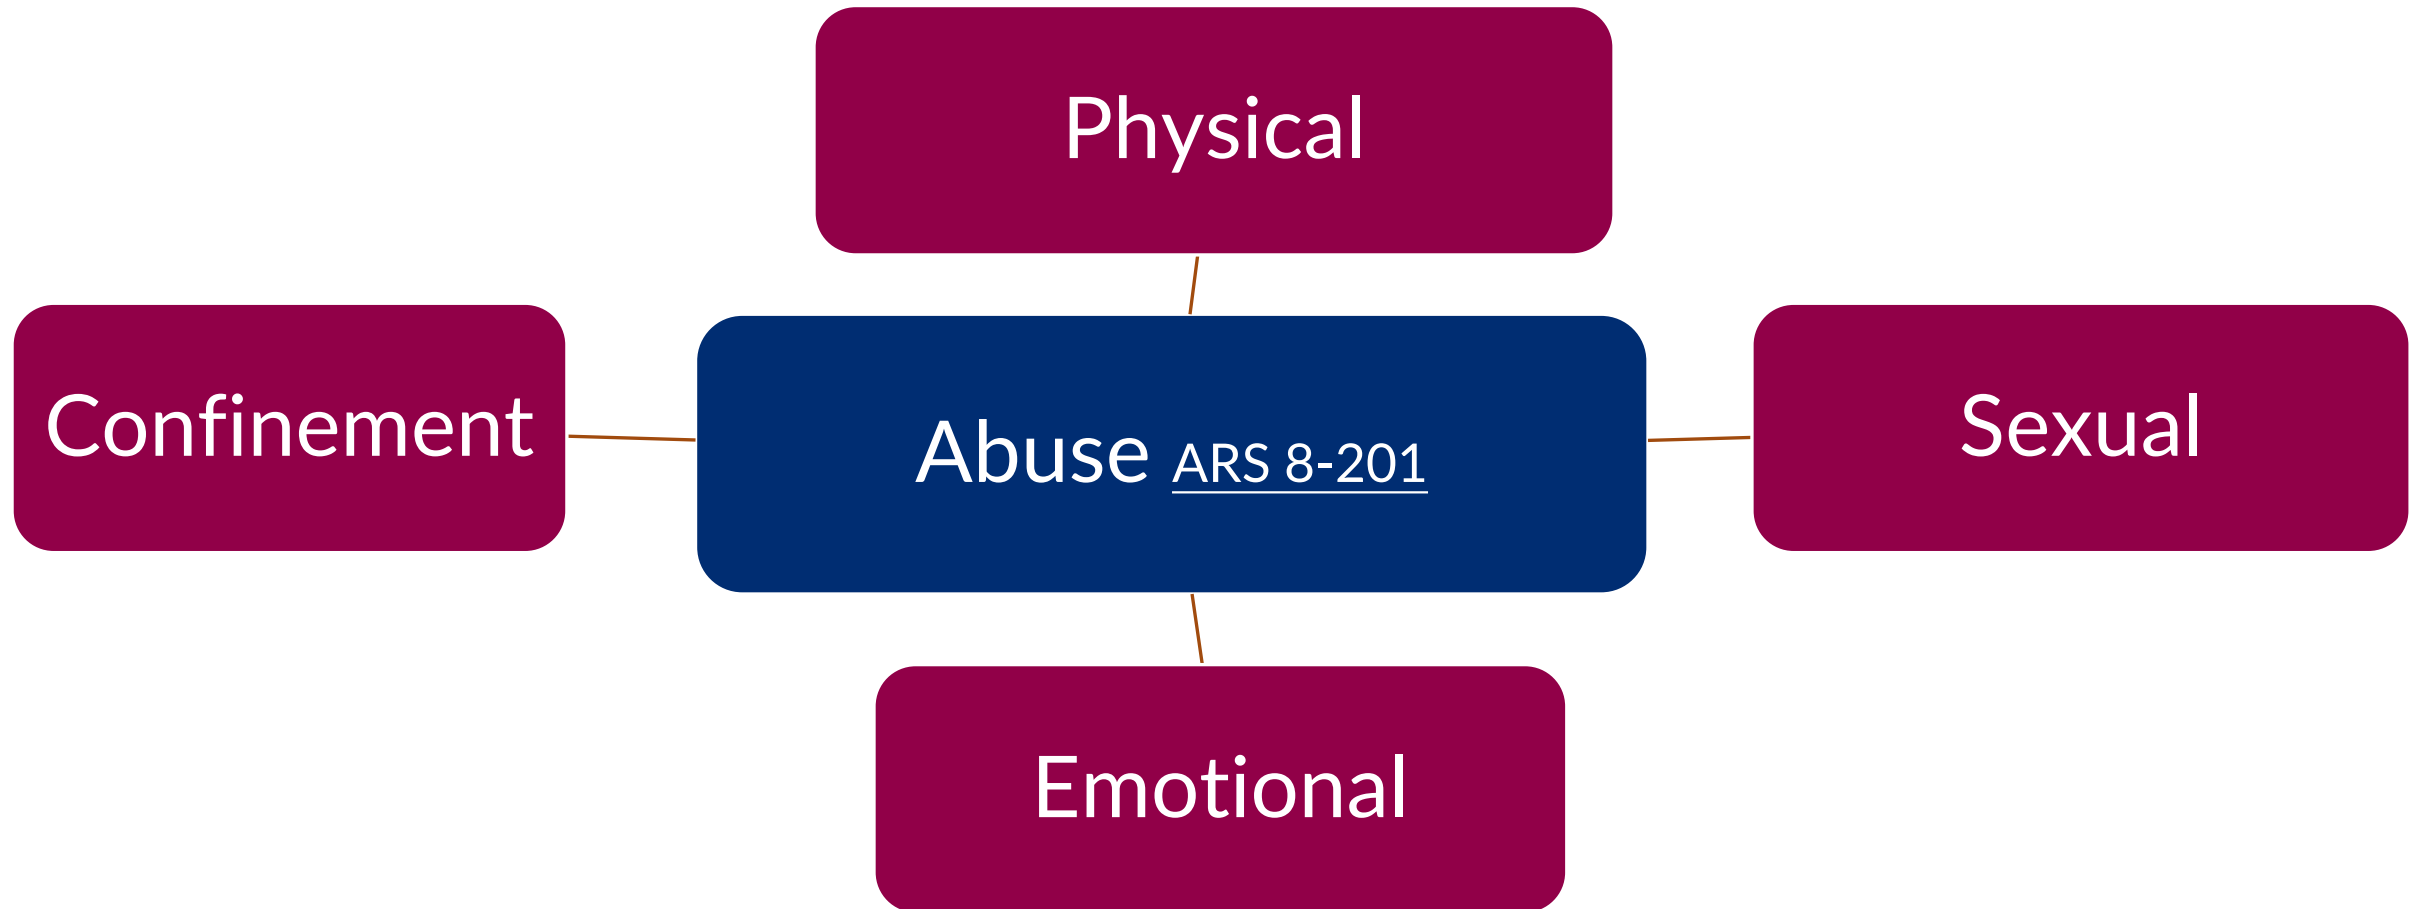 Physical
Confinement
Abuse ARS 8-201
Sexual
Emotional